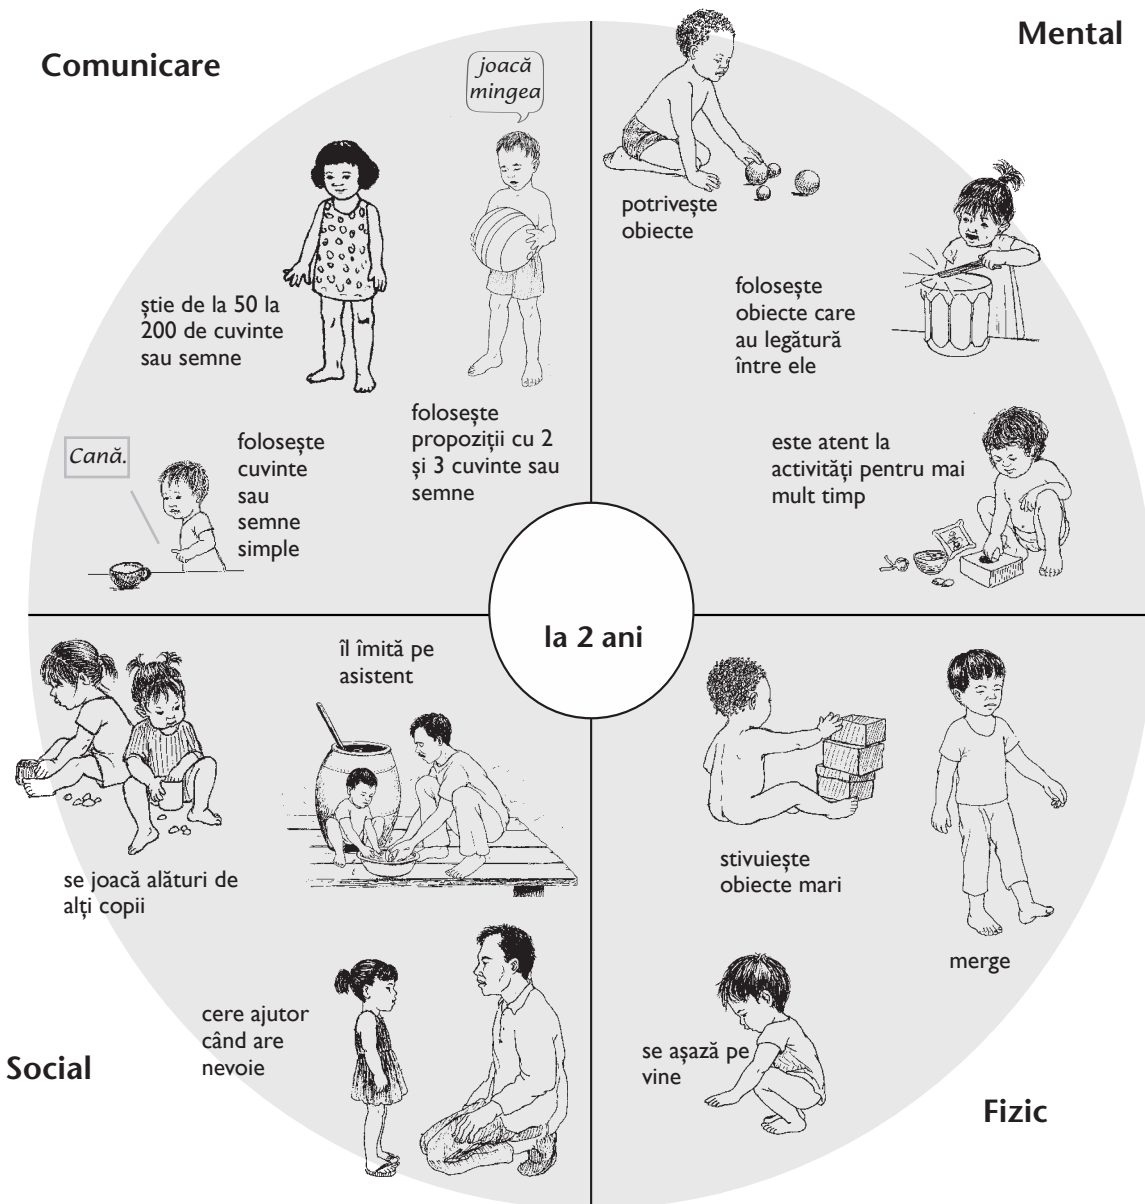 Comunicare
joacă
mingea
știe de la 50 la
200 de cuvinte
sau semne
Cană.
folosește
cuvinte
sau
semne
simple
folosește
propoziții cu 2
și 3 cuvinte sau
semne
Mental
potrivește
obiecte
folosește
obiecte care
au legătură
între ele
este atent la
activități pentru mai
mult timp
la 2 ani
îl îmită pe
asistent
se joacă alături de
alți copii
cere ajutor
când are
nevoie
Social
stivuiește
obiecte mari
merge
se așază pe
vine
Fizic